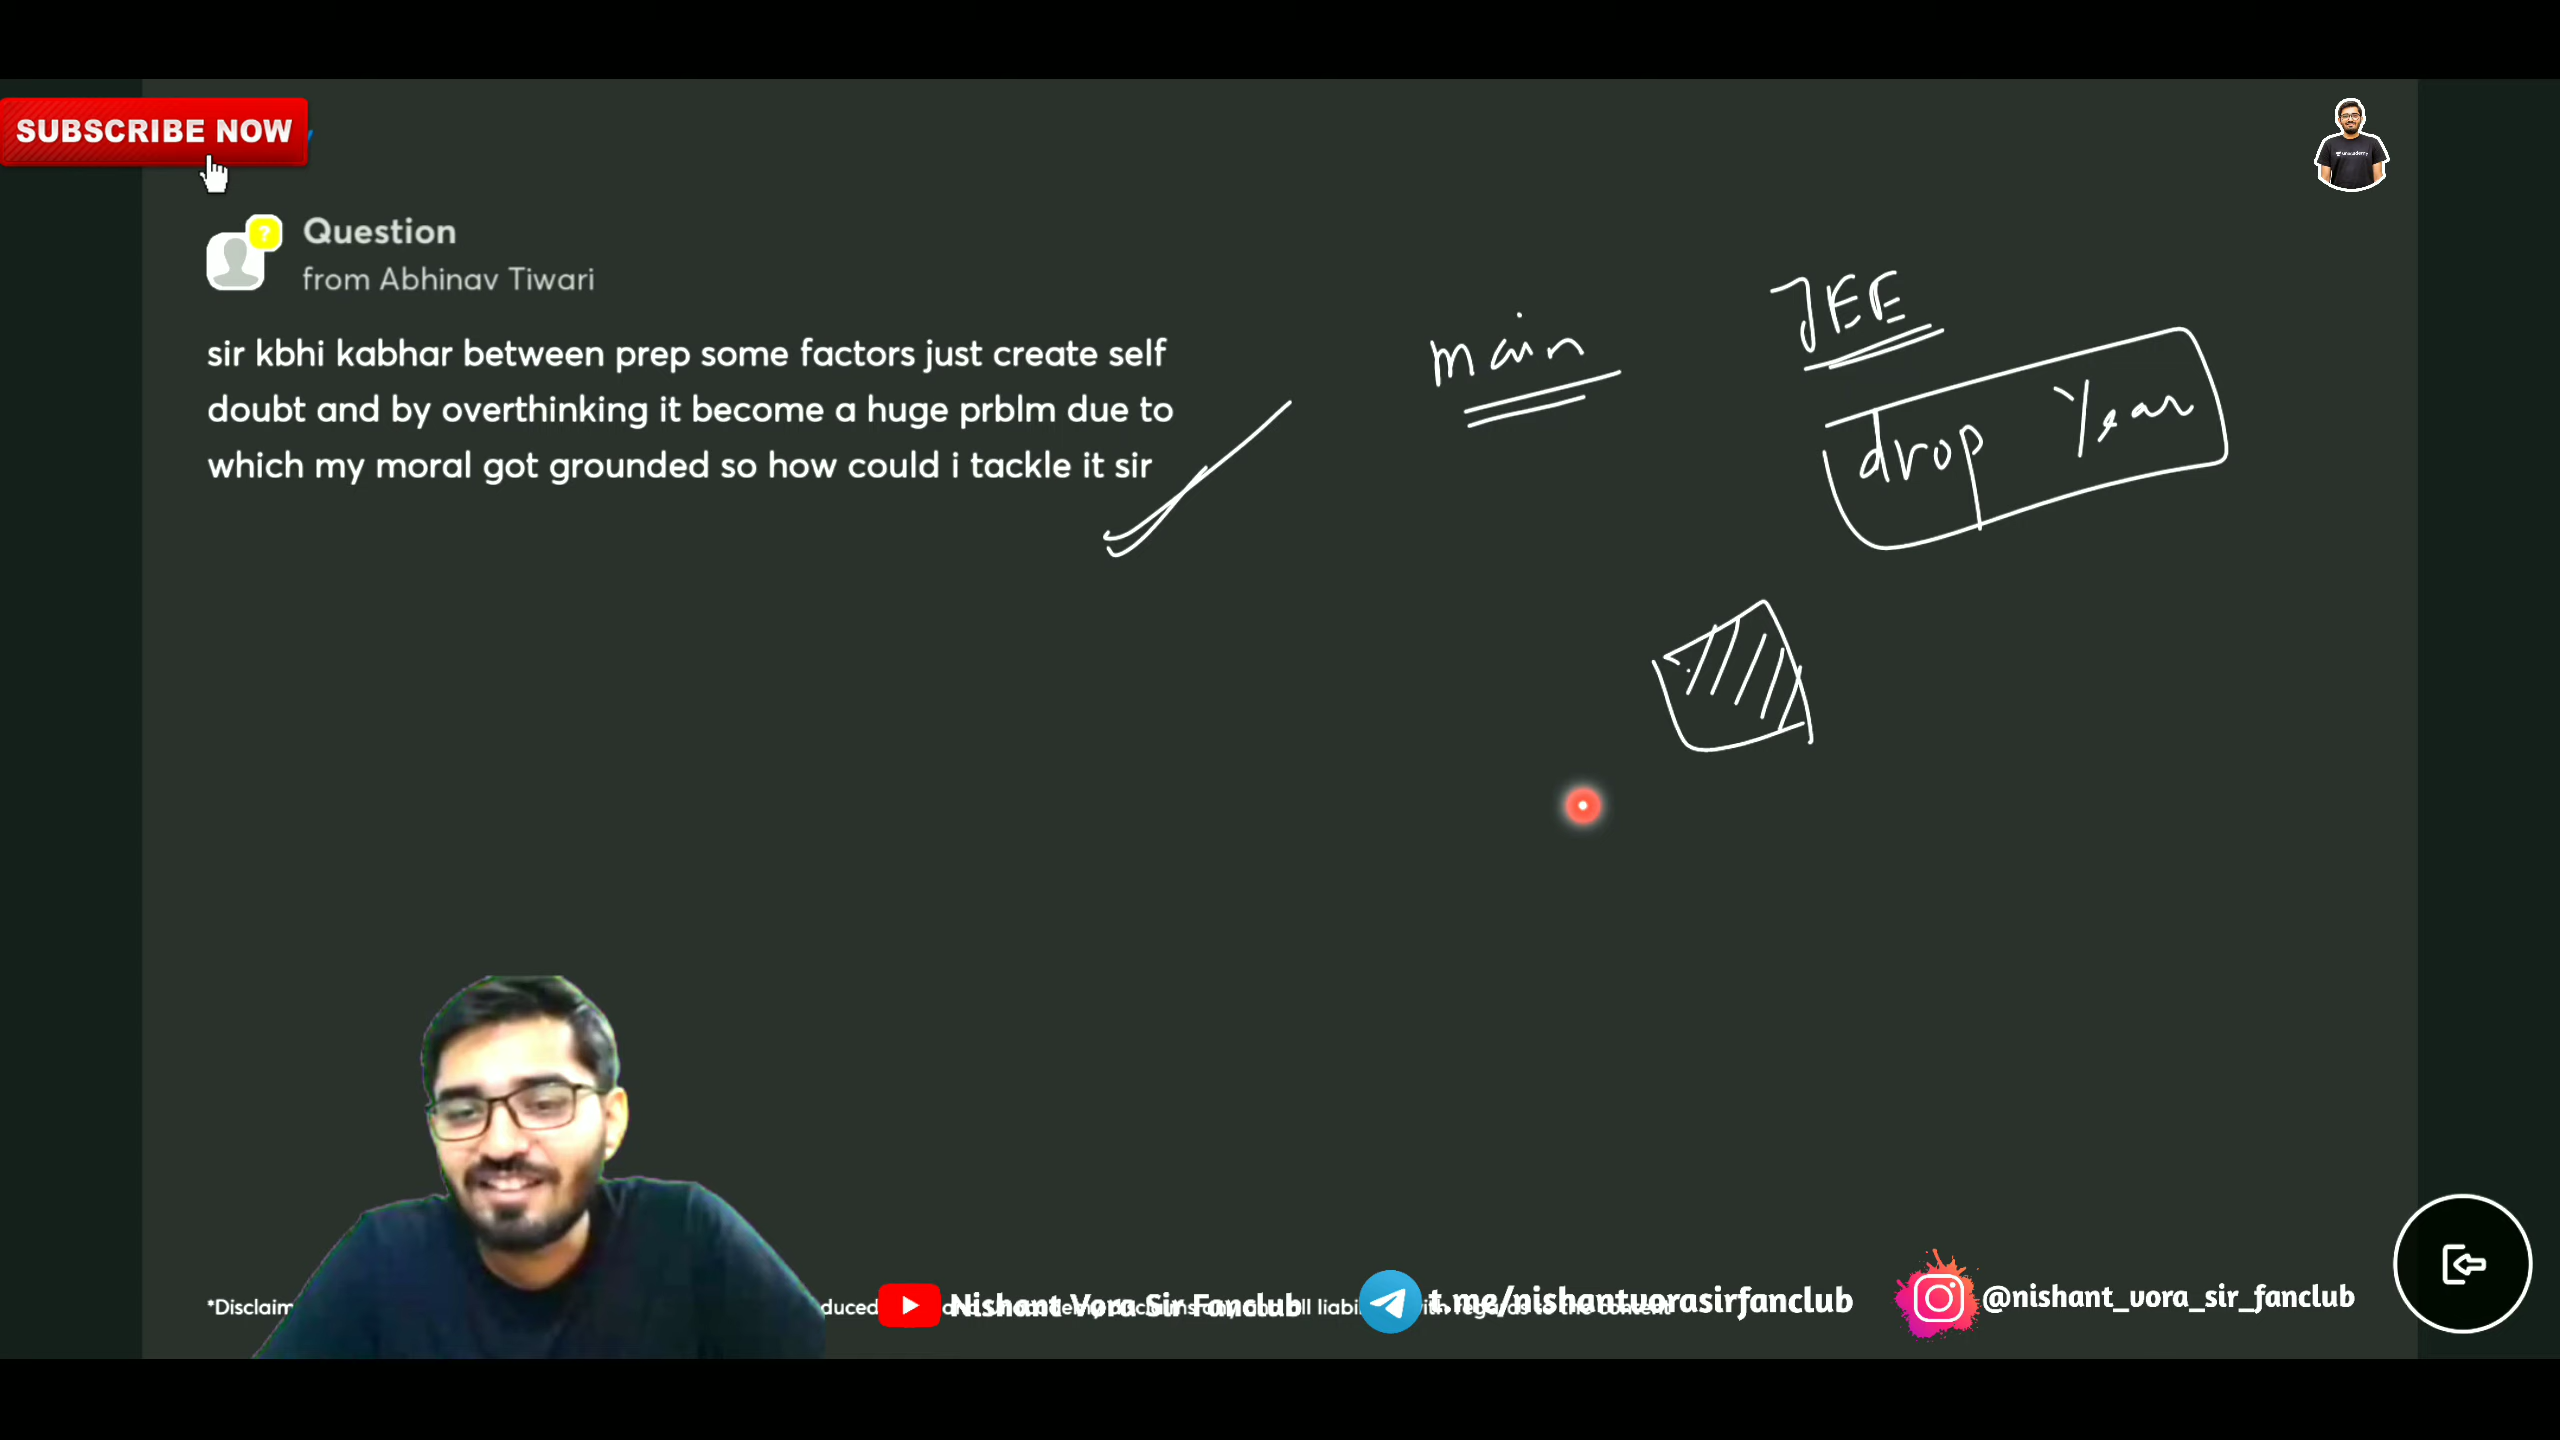 SUBSCRIBE NOW
Question
from Abhinav Tiwari
sir kbhi kabhar between prep some factors just create self
doubt and by overthinking it become a huge prblm due to
which my moral got grounded so how could i tackle it sir
main
JEE
drop Year
unacademy
*Disclaim
Nishant Vora Sir Fanclub
t.me/nishantvorasirfanclub
@nishant_vora_sir_fanclub